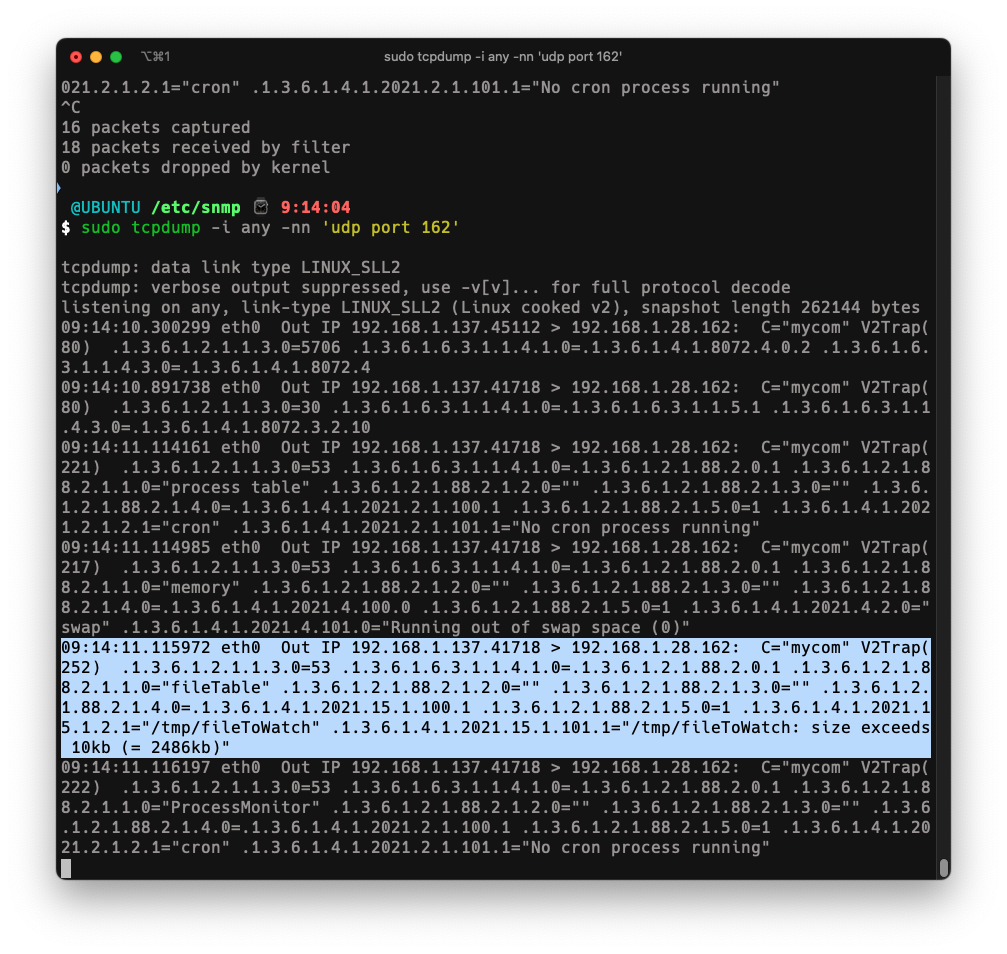 ⌥⌘1
sudo tcpdump -i any -nn 'udp port 162'
021.2.1.2.1="cron" .1.3.6.1.4.1.2021.2.1.101.1="No cron process running"
^C
16 packets captured
18 packets received by filter
0 packets dropped by kernel
@UBUNTU /etc/snmp 9:14:04
$ sudo tcpdump -i any -nn 'udp port 162'
tcpdump: data link type LINUX_SLL2
tcpdump: verbose output suppressed, use -v[v]... for full protocol decode
listening on any, link-type LINUX_SLL2 (Linux cooked v2), snapshot length 262144 bytes
09:14:10.300299 eth0  Out IP 192.168.1.137.45112 > 192.168.1.28.162:  C="mycom" V2Trap(
80)  .1.3.6.1.2.1.1.3.0=5706 .1.3.6.1.6.3.1.1.4.1.0=.1.3.6.1.4.1.8072.4.0.2 .1.3.6.1.6.
3.1.1.4.3.0=.1.3.6.1.4.1.8072.4
09:14:10.891738 eth0  Out IP 192.168.1.137.41718 > 192.168.1.28.162:  C="mycom" V2Trap(
80)  .1.3.6.1.2.1.1.3.0=30 .1.3.6.1.6.3.1.1.4.1.0=.1.3.6.1.6.3.1.1.5.1 .1.3.6.1.6.3.1.1
.4.3.0=.1.3.6.1.4.1.8072.3.2.10
09:14:11.114161 eth0  Out IP 192.168.1.137.41718 > 192.168.1.28.162:  C="mycom" V2Trap(
221)  .1.3.6.1.2.1.1.3.0=53 .1.3.6.1.6.3.1.1.4.1.0=.1.3.6.1.2.1.88.2.0.1 .1.3.6.1.2.1.8
8.2.1.1.0="process table" .1.3.6.1.2.1.88.2.1.2.0="" .1.3.6.1.2.1.88.2.1.3.0="" .1.3.6.
1.2.1.88.2.1.4.0=.1.3.6.1.4.1.2021.2.1.100.1 .1.3.6.1.2.1.88.2.1.5.0=1 .1.3.6.1.4.1.202
1.2.1.2.1="cron" .1.3.6.1.4.1.2021.2.1.101.1="No cron process running"
09:14:11.114985 eth0  Out IP 192.168.1.137.41718 > 192.168.1.28.162:  C="mycom" V2Trap(
217)  .1.3.6.1.2.1.1.3.0=53 .1.3.6.1.6.3.1.1.4.1.0=.1.3.6.1.2.1.88.2.0.1 .1.3.6.1.2.1.8
8.2.1.1.0="memory" .1.3.6.1.2.1.88.2.1.2.0="" .1.3.6.1.2.1.88.2.1.3.0="" .1.3.6.1.2.1.8
8.2.1.4.0=.1.3.6.1.4.1.2021.4.100.0 .1.3.6.1.2.1.88.2.1.5.0=1 .1.3.6.1.4.1.2021.4.2.0="
swap" .1.3.6.1.4.1.2021.4.101.0="Running out of swap space (0)"
09:14:11.115972 eth0  Out IP 192.168.1.137.41718 > 192.168.1.28.162:  C="mycom" V2Trap(
252)  .1.3.6.1.2.1.1.3.0=53 .1.3.6.1.6.3.1.1.4.1.0=.1.3.6.1.2.1.88.2.0.1 .1.3.6.1.2.1.8
8.2.1.1.0="fileTable" .1.3.6.1.2.1.88.2.1.2.0="" .1.3.6.1.2.1.88.2.1.3.0="" .1.3.6.1.2.
1.88.2.1.4.0=.1.3.6.1.4.1.2021.15.1.100.1 .1.3.6.1.2.1.88.2.1.5.0=1 .1.3.6.1.4.1.2021.1
5.1.2.1="/tmp/fileToWatch" .1.3.6.1.4.1.2021.15.1.101.1="/tmp/fileToWatch: size exceeds
 10kb (= 2486kb)"
09:14:11.116197 eth0  Out IP 192.168.1.137.41718 > 192.168.1.28.162:  C="mycom" V2Trap(
222)  .1.3.6.1.2.1.1.3.0=53 .1.3.6.1.6.3.1.1.4.1.0=.1.3.6.1.2.1.88.2.0.1 .1.3.6.1.2.1.8
8.2.1.1.0="ProcessMonitor" .1.3.6.1.2.1.88.2.1.2.0="" .1.3.6.1.2.1.88.2.1.3.0="" .1.3.6
.1.2.1.88.2.1.4.0=.1.3.6.1.4.1.2021.2.1.100.1 .1.3.6.1.2.1.88.2.1.5.0=1 .1.3.6.1.4.1.20
21.2.1.2.1="cron" .1.3.6.1.4.1.2021.2.1.101.1="No cron process running"